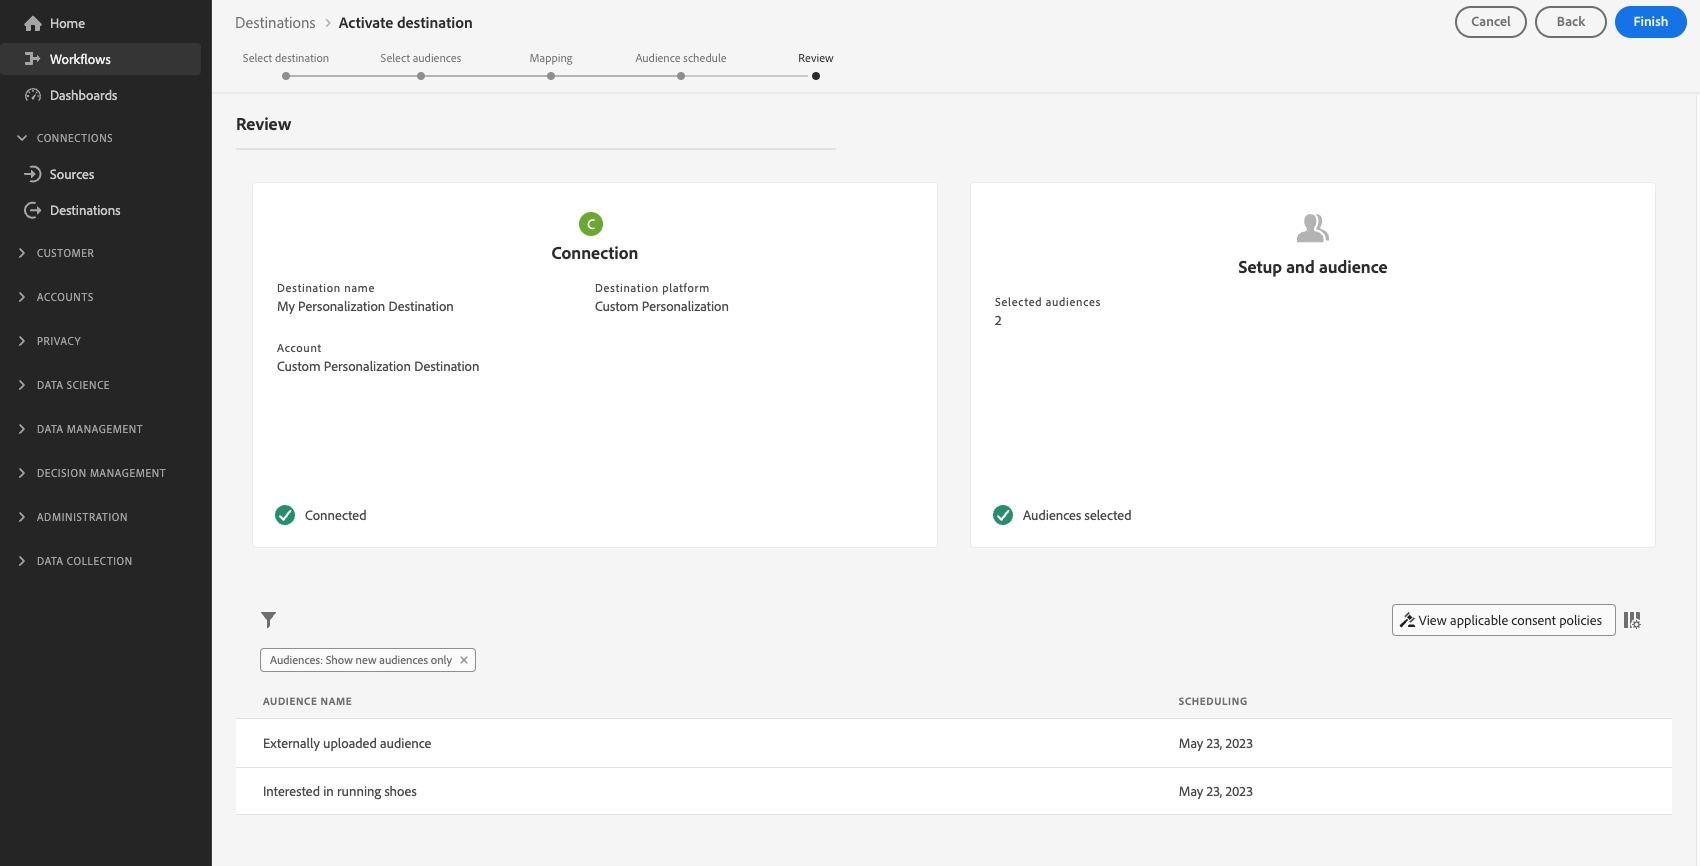 Home
Workflows
Dashboards
CONNECTIONS
Sources
Destinations
CUSTOMER
ACCOUNTS
PRIVACY
DATA SCIENCE
DATA MANAGEMENT
DECISION MANAGEMENT
ADMINISTRATION
DATA COLLECTION
Destinations › Activate destination
Cancel
Back
Finish
Select destination
Select audiences
Mapping
Audience schedule
Review
Review
C
Connection
Destination name
My Personalization Destination
Destination platform
Custom Personalization
Account
Custom Personalization Destination
Connected
Setup and audience
Selected audiences
2
Audiences selected
View applicable consent policies
Audiences: Show new audiences only ×
AUDIENCE NAME SCHEDULING
Externally uploaded audience May 23, 2023
Interested in running shoes May 23, 2023